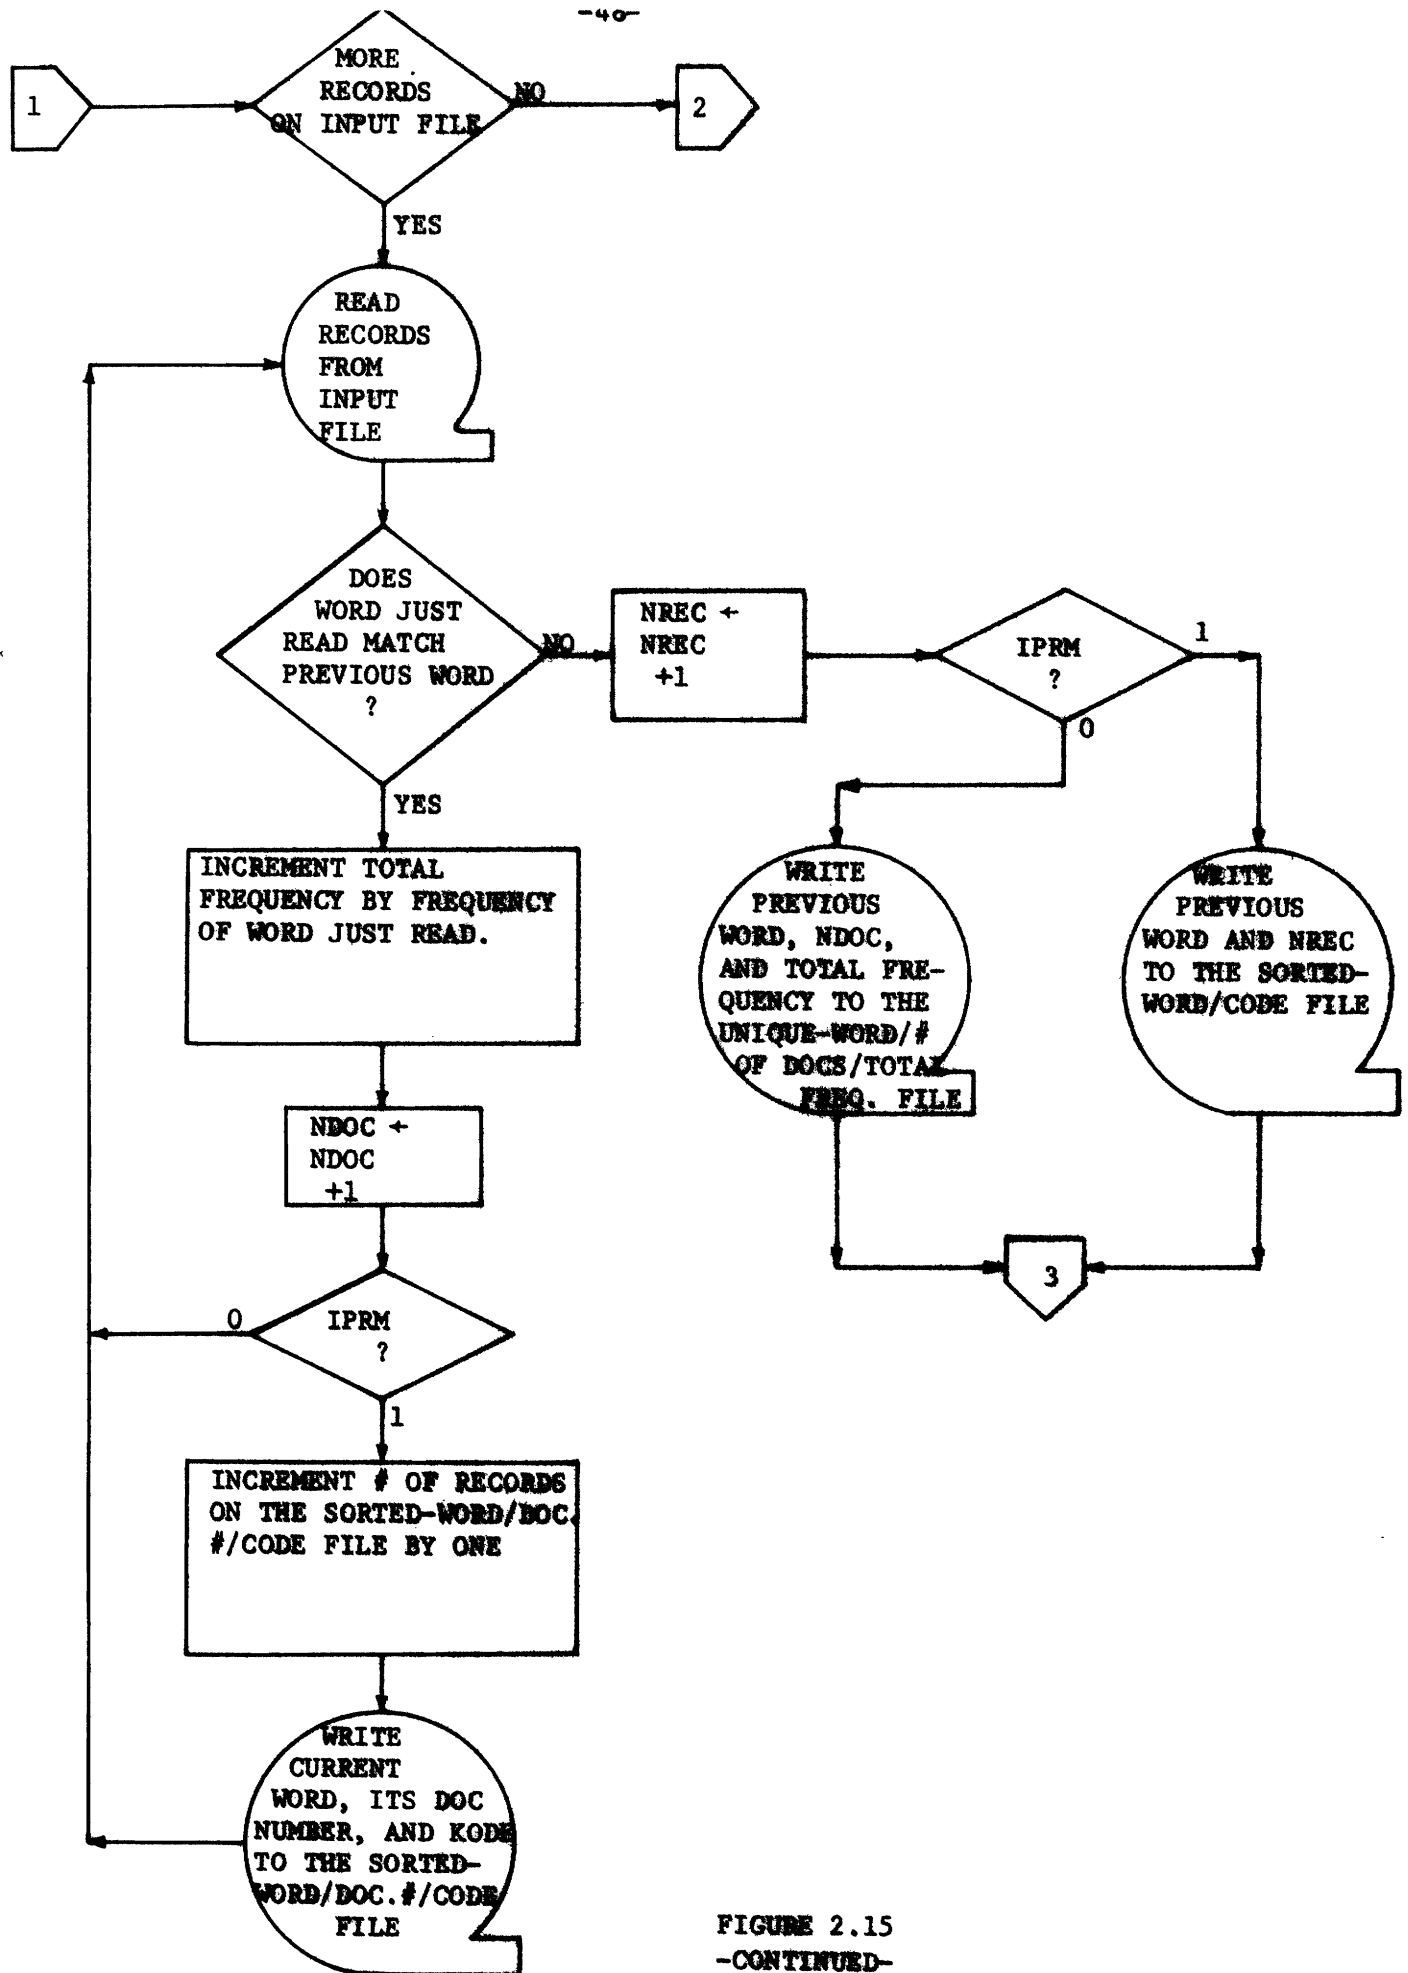 -40-
1
MORE
RECORDS
ON INPUT FILE
NO
2
YES
READ
RECORDS
FROM
INPUT
FILE
DOES
WORD JUST
READ MATCH
PREVIOUS WORD
?
NO
NREC ←
NREC
+1
IPRM
?
1
0
YES
INCREMENT TOTAL
FREQUENCY BY FREQUENCY
OF WORD JUST READ.
WRITE
PREVIOUS
WORD, NDOC,
AND TOTAL FRE-
QUENCY TO THE
UNIQUE-WORD/#
OF DOCS/TOTAL
FREQ. FILE
WRITE
PREVIOUS
WORD AND NREC
TO THE SORTED-
WORD/CODE FILE
NDOC ←
NDOC
+1
3
IPRM
?
0
1
INCREMENT # OF RECORDS
ON THE SORTED-WORD/DOC.
#/CODE FILE BY ONE
WRITE
CURRENT
WORD, ITS DOC
NUMBER, AND KODE
TO THE SORTED-
WORD/DOC.#/CODE
FILE
FIGURE 2.15
-CONTINUED-